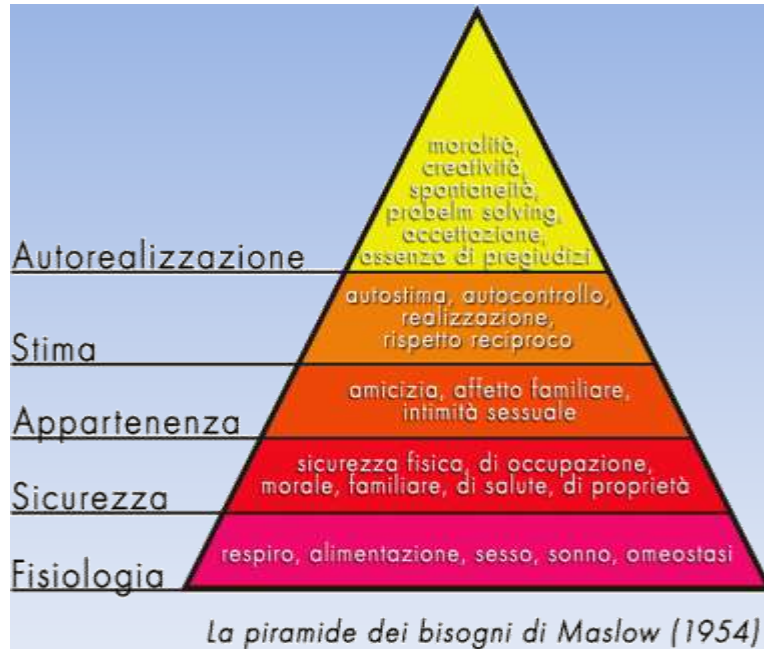 moralità,
creatività,
spontaneità,
probelm solving,
accettazione,
assenza di pregiudizi
Autorealizzazione
autostima, autocontrollo,
realizzazione,
rispetto reciproco
Stima
amicizia, affetto familiare,
intimità sessuale
Appartenenza
sicurezza fisica, di occupazione,
morale, familiare, di salute, di proprietà
Sicurezza
respiro, alimentazione, sesso, sonno, omeostasi
Fisiologia
La piramide dei bisogni di Maslow (1954)